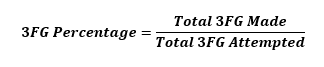 3FG Percentage = Total 3FG Made / Total 3FG Attempted